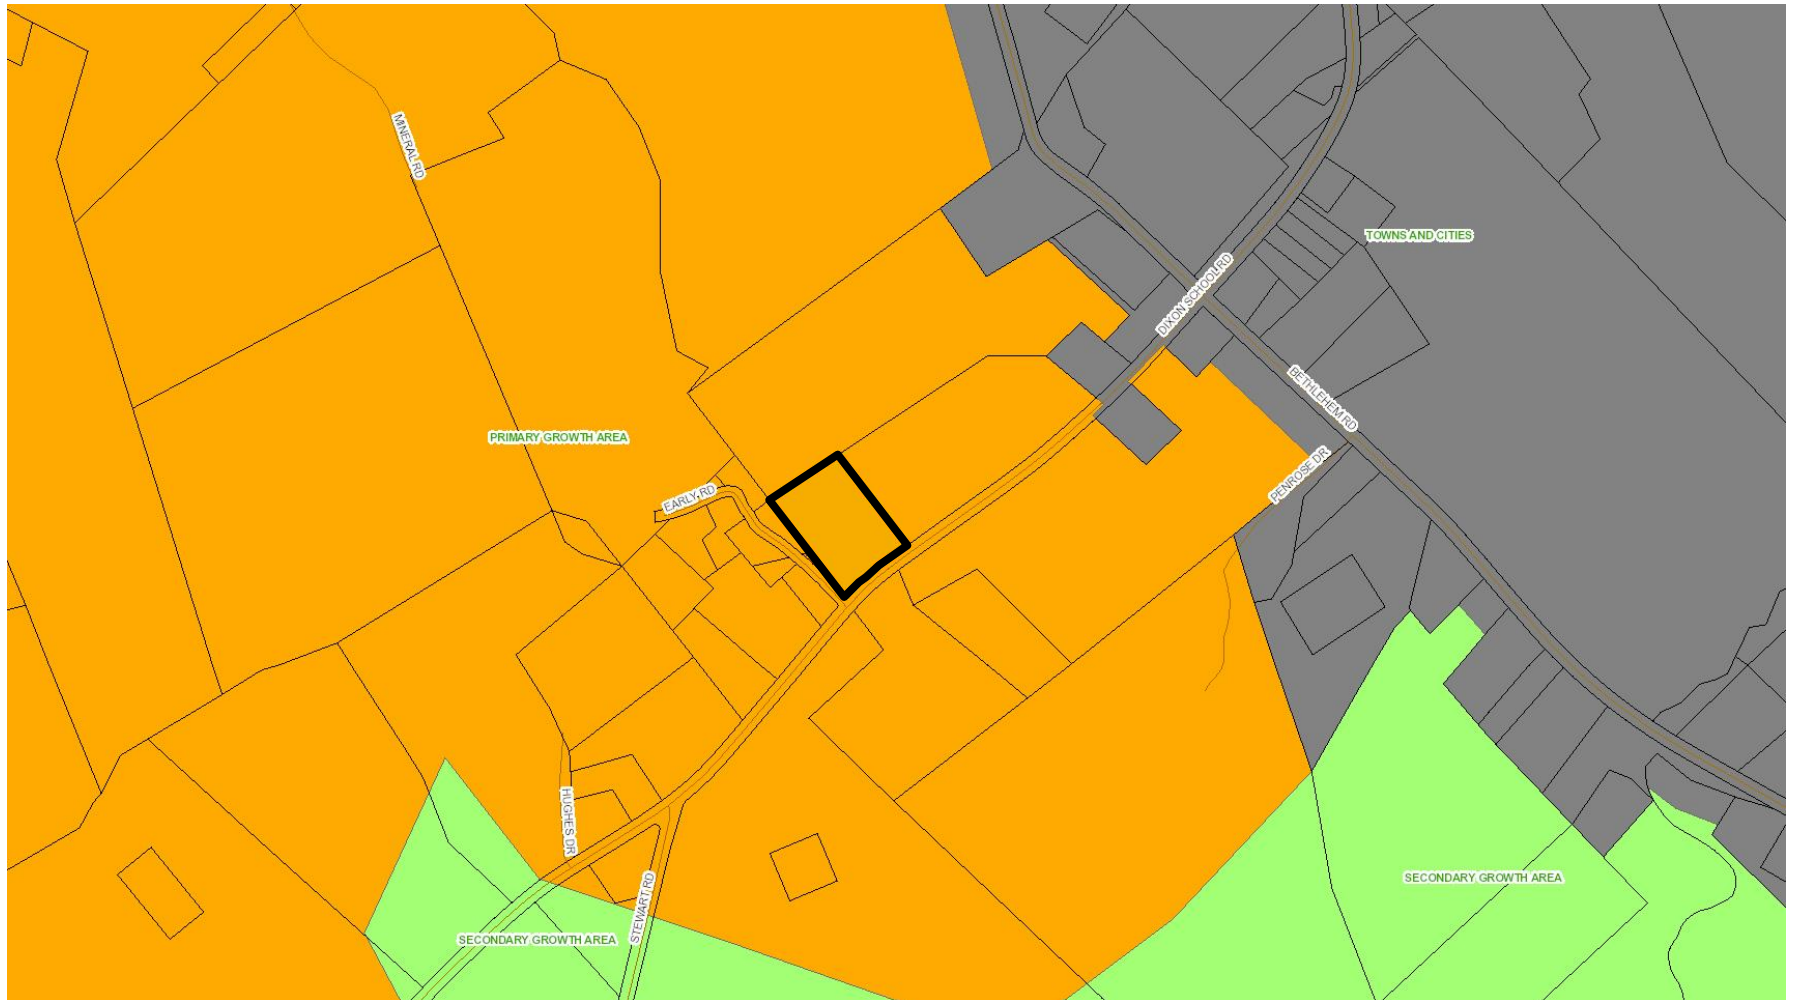 MINERAL RD
TOWNS AND CITIES
DIXON SCHOOL RD
BETHLEHEM RD
PRIMARY GROWTH AREA
PENROSE DR
EARLY RD
HUGHES DR
SECONDARY GROWTH AREA
STEWART RD
SECONDARY GROWTH AREA